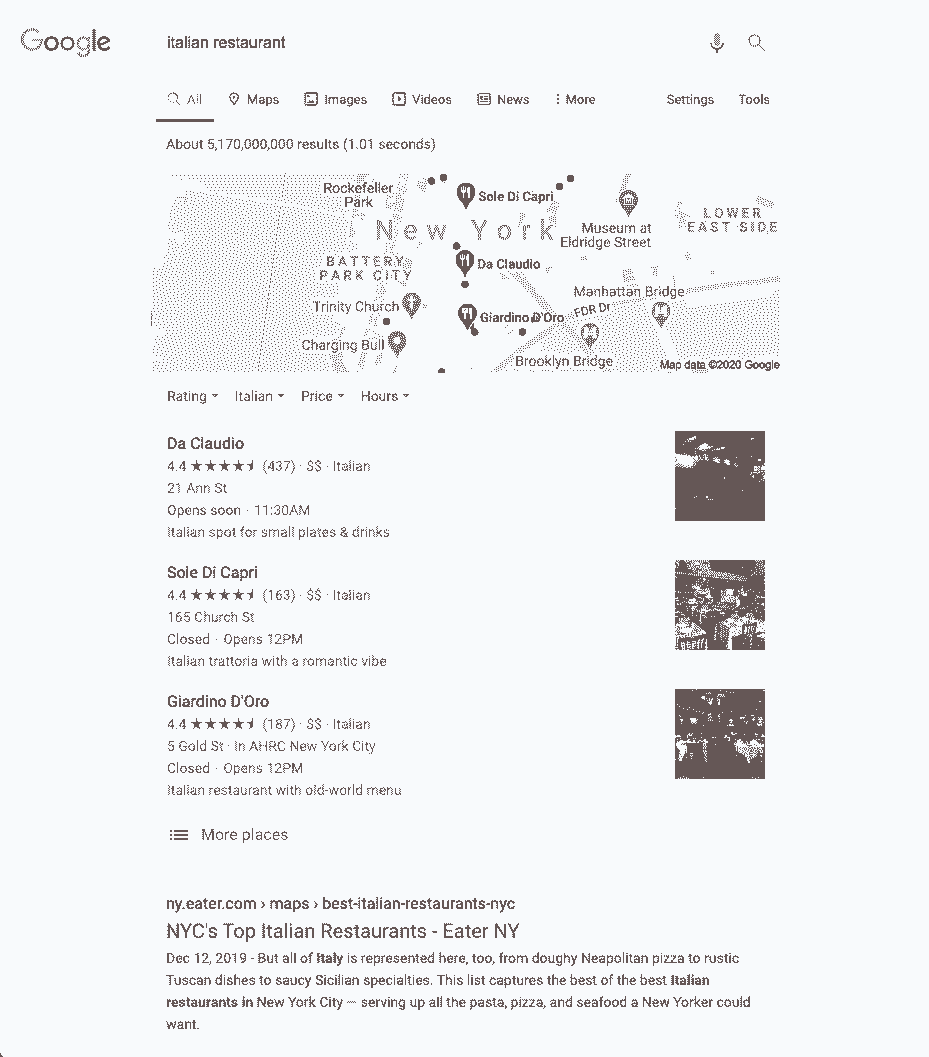 Google
italian restaurant
All Maps Images Videos News More Settings Tools
About 5,170,000,000 results (1.01 seconds)
Rockefeller
Park
Sole Di Capri
New York
Museum at
Eldridge Street
LOWER
EAST SIDE
BATTERY
PARK CITY
Da Claudio
Manhattan Bridge
Trinity Church
Giardino D'Oro
FDR Dr
Charging Bull
Brooklyn Bridge
Map data ©2020 Google
Rating Italian Price Hours
Da Claudio
4.4 ★★★★★ (437) · $$ · Italian
21 Ann St
Opens soon · 11:30AM
Italian spot for small plates & drinks
Sole Di Capri
4.4 ★★★★★ (163) · $$ · Italian
165 Church St
Closed · Opens 12PM
Italian trattoria with a romantic vibe
Giardino D'Oro
4.4 ★★★★★ (187) · $$ · Italian
5 Gold St · In AHRC New York City
Closed · Opens 12PM
Italian restaurant with old-world menu
More places
ny.eater.com › maps › best-italian-restaurants-nyc
NYC's Top Italian Restaurants - Eater NY
Dec 12, 2019 - But all of Italy is represented here, too, from doughy Neapolitan pizza to rustic
Tuscan dishes to saucy Sicilian specialties. This list captures the best of the best Italian
restaurants in New York City — serving up all the pasta, pizza, and seafood a New Yorker could
want.